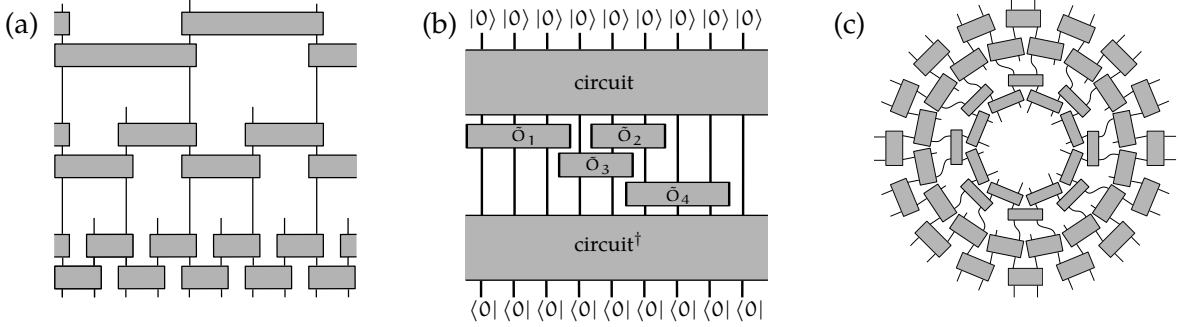 (a)
(b)
(c)
|0⟩ |0⟩ |0⟩ |0⟩ |0⟩ |0⟩ |0⟩ |0⟩ |0⟩
circuit
Õ₁
Õ₂
Õ₃
Õ₄
circuit†
⟨0| ⟨0| ⟨0| ⟨0| ⟨0| ⟨0| ⟨0| ⟨0| ⟨0|